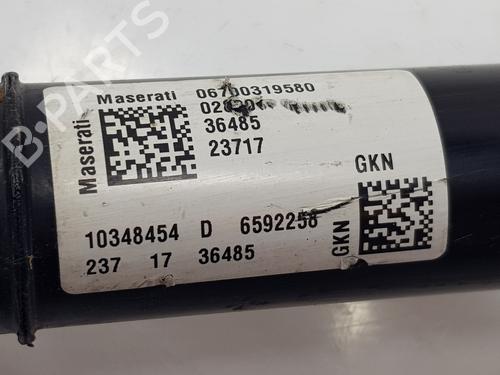 Maserati 06700319580
36485
23717
Maserati
GKN
10348454 D 6592258
237 17 36485
GKN
B-PARTS